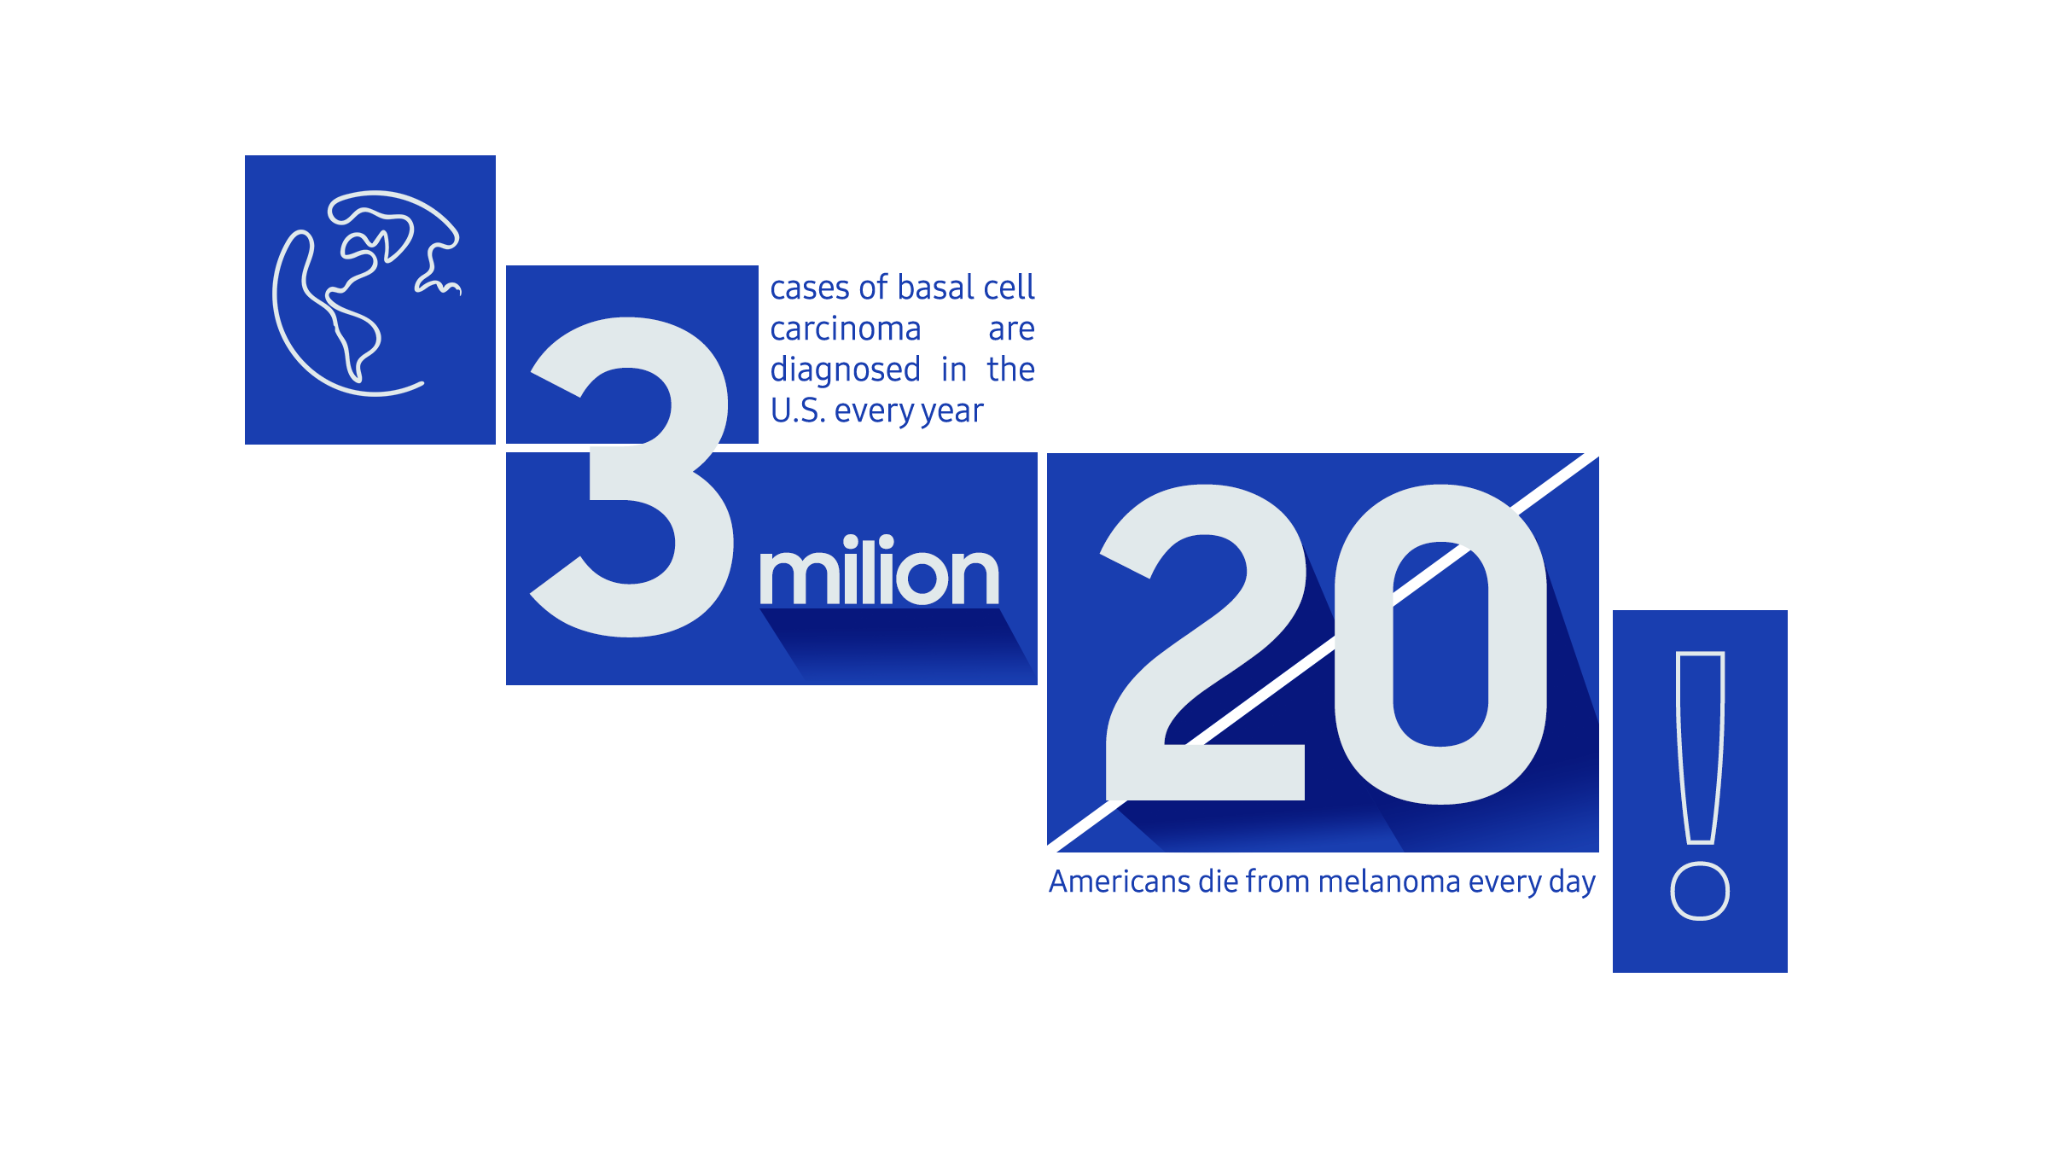 3
milion
cases of basal cell
carcinoma are
diagnosed in the
U.S. every year
20
Americans die from melanoma every day
!